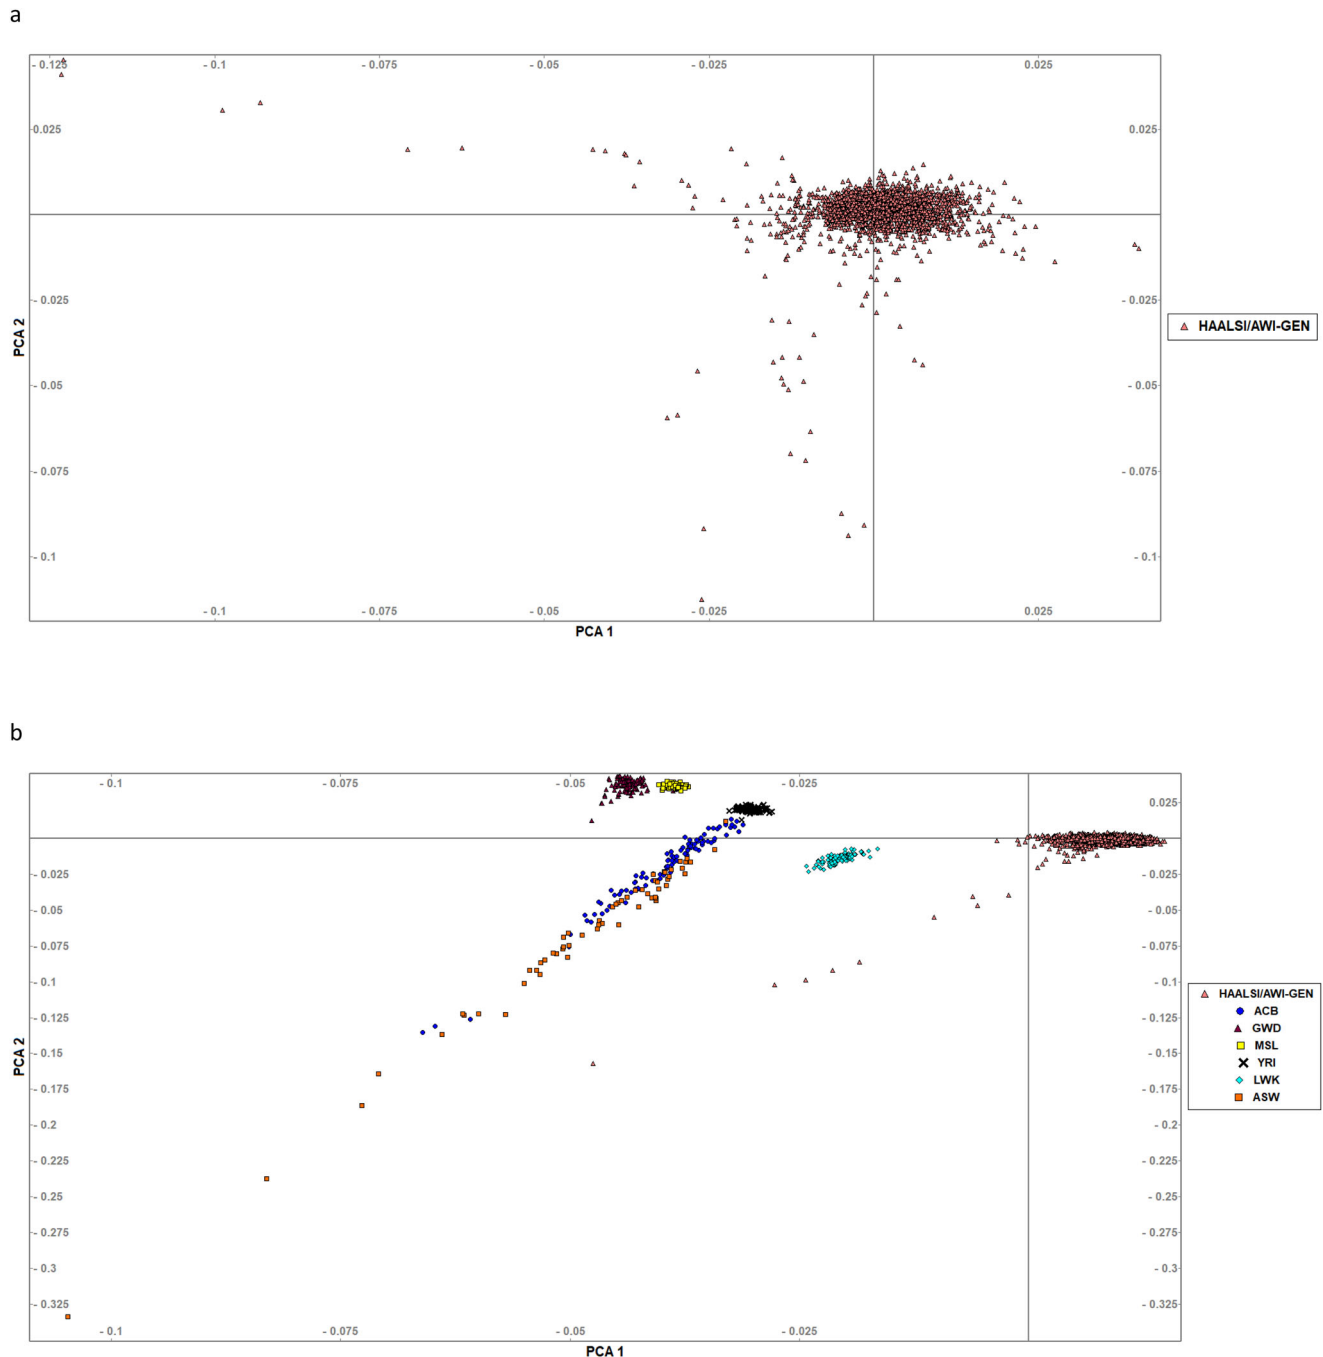 a
- 0.125 - 0.1 - 0.075 - 0.05 - 0.025 0.025
0.025 0.025
- 0.025 - 0.025
PCA 2
HAALSI/AWI-GEN
- 0.05 - 0.05
- 0.075 - 0.075
- 0.1 - 0.1
- 0.1 - 0.075 - 0.05 - 0.025 0.025
PCA 1
b
- 0.1 - 0.075 - 0.05 - 0.025
0.025
- 0.025 - 0.025
- 0.05 - 0.05
- 0.075 - 0.075
- 0.1 - 0.1
- 0.125 - 0.125
- 0.15 - 0.15
- 0.175 - 0.175
- 0.2 - 0.2
- 0.225 - 0.225
- 0.25 - 0.25
- 0.275 - 0.275
- 0.3 - 0.3
- 0.325 - 0.325
PCA 2
HAALSI/AWI-GEN
ACB
GWD
MSL
YRI
LWK
ASW
- 0.1 - 0.075 - 0.05 - 0.025
PCA 1